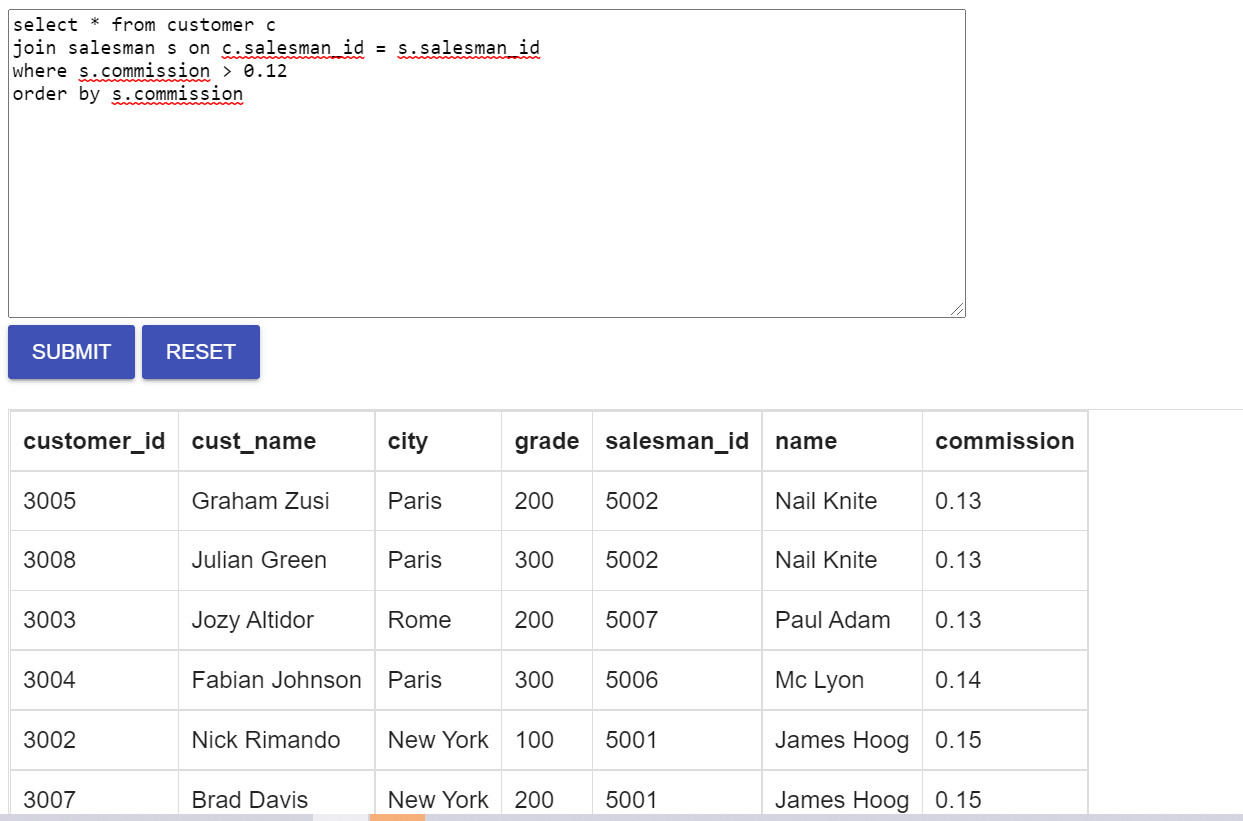 select * from customer c
join salesman s on c.salesman_id = s.salesman_id
where s.commission > 0.12
order by s.commission
SUBMIT RESET
customer_id cust_name city grade salesman_id name commission
3005 Graham Zusi Paris 200 5002 Nail Knite 0.13
3008 Julian Green Paris 300 5002 Nail Knite 0.13
3003 Jozy Altidor Rome 200 5007 Paul Adam 0.13
3004 Fabian Johnson Paris 300 5006 Mc Lyon 0.14
3002 Nick Rimando New York 100 5001 James Hoog 0.15
3007 Brad Davis New York 200 5001 James Hoog 0.15